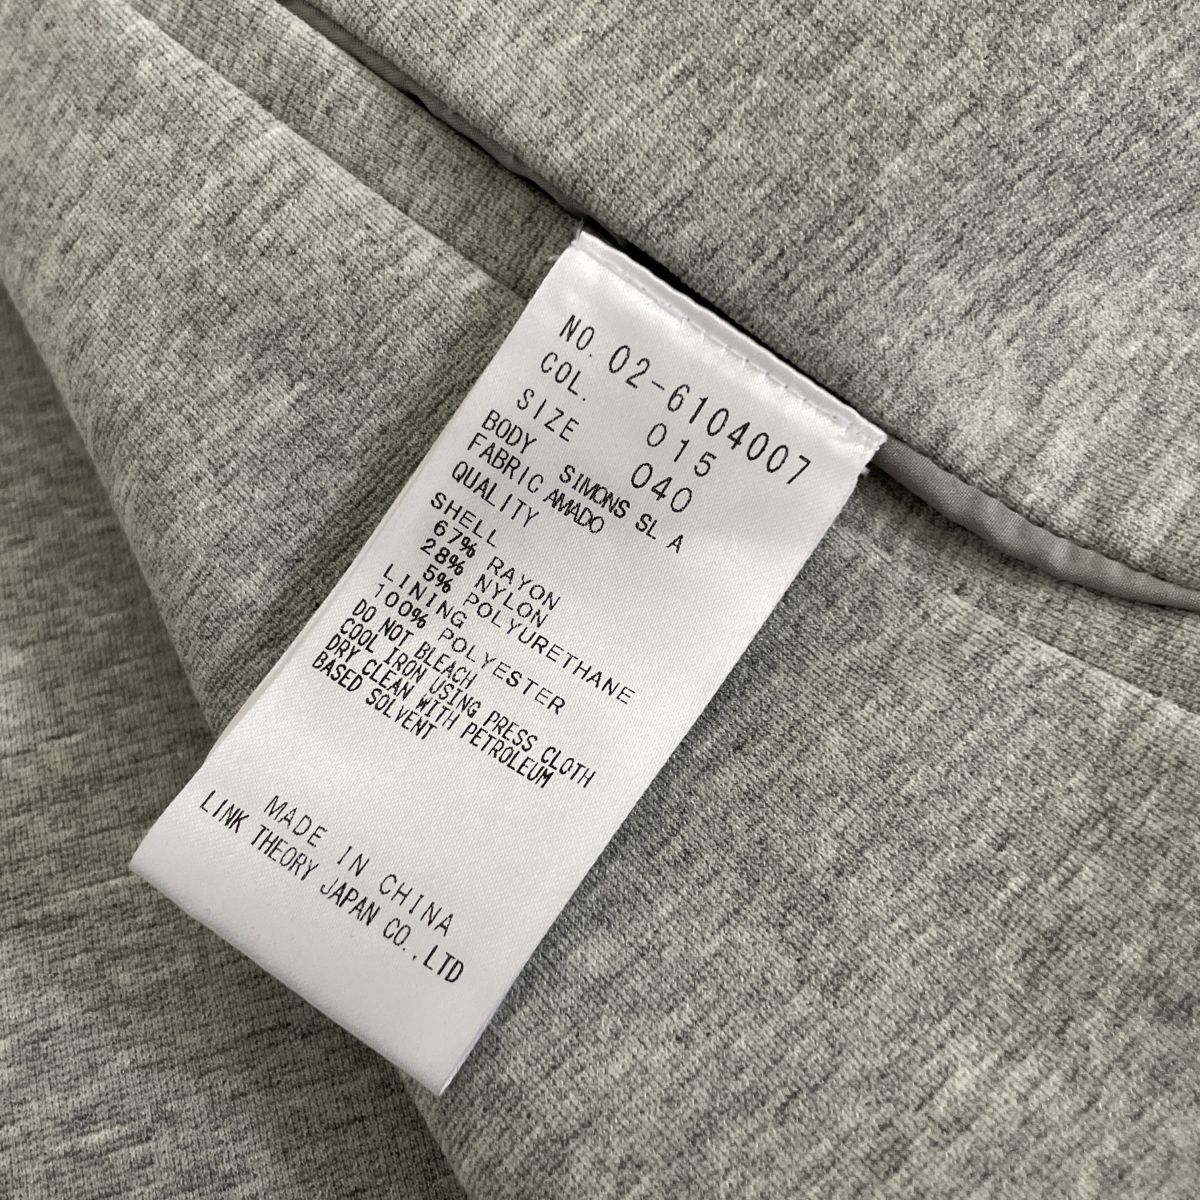 NO. 02-6104007
COL. 015
SIZE 040
BODY SIMONS SL A
FABRIC AMADO
QUALITY
SHELL
67% RAYON
28% NYLON
5% POLYURETHANE
LINING
100% POLYESTER
DO NOT BLEACH
COOL IRON USING PRESS CLOTH
DRY CLEAN WITH PETROLEUM
BASED SOLVENT
MADE IN CHINA
LINK THEORY JAPAN CO.,LTD